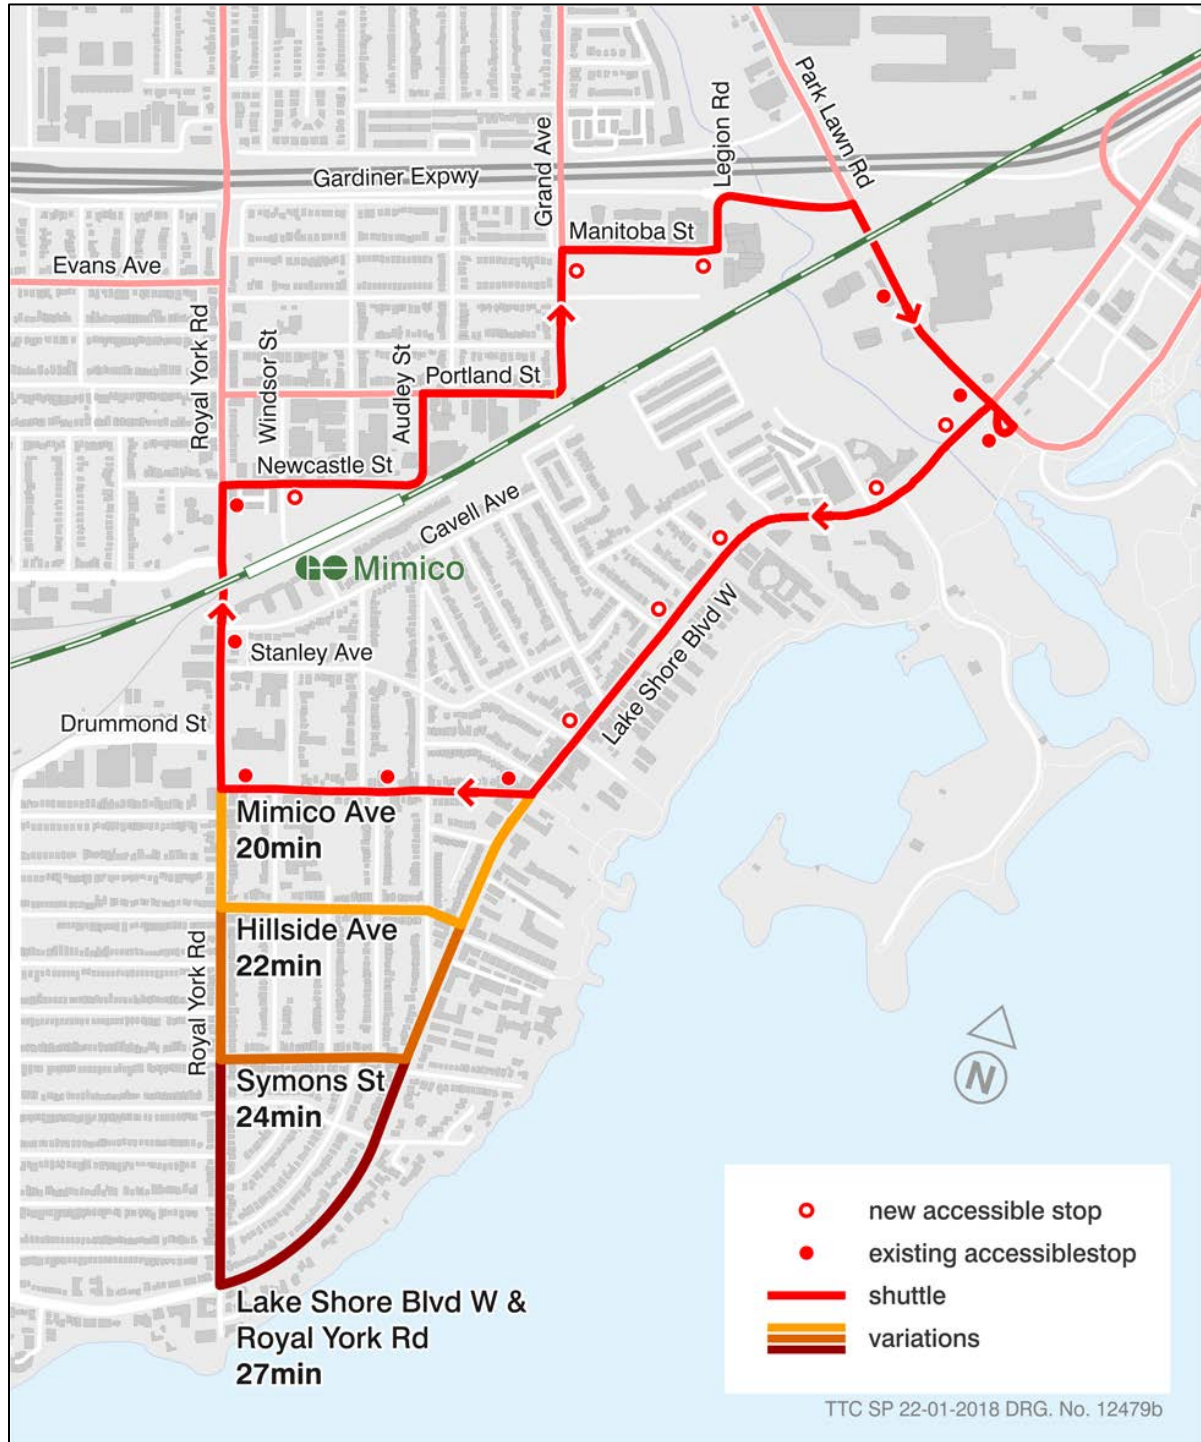 Park Lawn Rd
Legion Rd
Grand Ave
Gardiner Expwy
Manitoba St
Evans Ave
Royal York Rd
Windsor St
Audley St
Portland St
Newcastle St
Cavell Ave
GO Mimico
Stanley Ave
Lake Shore Blvd W
Drummond St
Mimico Ave
20min
Hillside Ave
22min
Royal York Rd
Symons St
24min
N
Lake Shore Blvd W &
Royal York Rd
27min
new accessible stop
existing accessiblestop
shuttle
variations
TTC SP 22-01-2018 DRG. No. 12479b